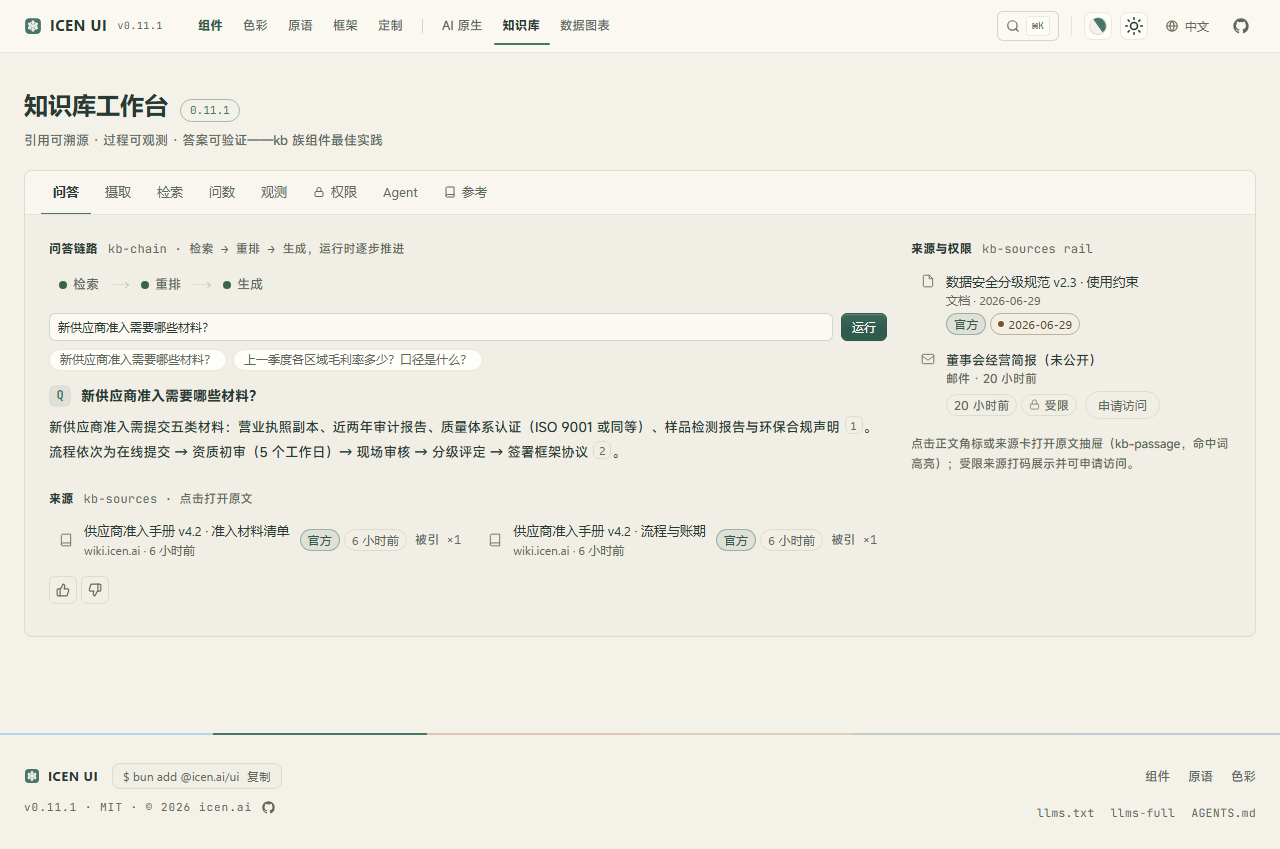 ICEN UI v0.11.1 组件 色彩 原语 框架 定制 AI 原生 知识库 数据图表 ⌘K 中文
知识库工作台 0.11.1
引用可溯源 · 过程可观测 · 答案可验证——kb 族组件最佳实践
问答 摄取 检索 问数 观测 权限 Agent 参考
问答链路 kb-chain · 检索 → 重排 → 生成，运行时逐步推进
检索 → 重排 → 生成
新供应商准入需要哪些材料？ 运行
新供应商准入需要哪些材料？ 上一季度各区域毛利率多少？口径是什么？
Q 新供应商准入需要哪些材料？
新供应商准入需提交五类材料：营业执照副本、近两年审计报告、质量体系认证（ISO 9001 或同等）、样品检测报告与环保合规声明 1 。
流程依次为在线提交 → 资质初审（5 个工作日）→ 现场审核 → 分级评定 → 签署框架协议 2 。
来源 kb-sources · 点击打开原文
供应商准入手册 v4.2 · 准入材料清单
wiki.icen.ai · 6 小时前
官方 6 小时前 被引 ×1
供应商准入手册 v4.2 · 流程与账期
wiki.icen.ai · 6 小时前
官方 6 小时前 被引 ×1
来源与权限 kb-sources rail
数据安全分级规范 v2.3 · 使用约束
文档 · 2026-06-29
官方 2026-06-29
董事会经营简报（未公开）
邮件 · 20 小时前
20 小时前 受限 申请访问
点击正文角标或来源卡打开原文抽屉（kb-passage，命中词
高亮）；受限来源打码展示并可申请访问。
ICEN UI $ bun add @icen.ai/ui 复制
v0.11.1 · MIT · © 2026 icen.ai
组件 原语 色彩
llms.txt llms-full AGENTS.md